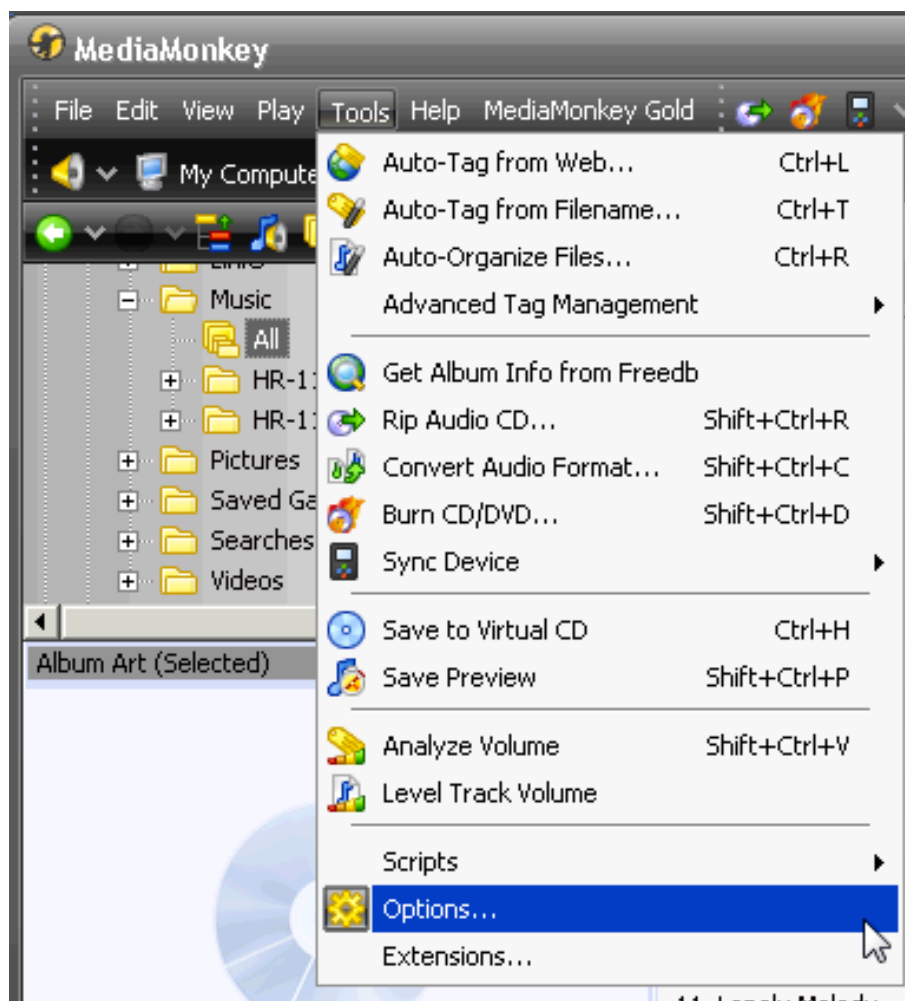 MediaMonkey
File Edit View Play Tools Help MediaMonkey Gold
My Compute
Music
All
HR-11
HR-11
Pictures
Saved Ga
Searches
Videos
Album Art (Selected)
Auto-Tag from Web... Ctrl+L
Auto-Tag from Filename... Ctrl+T
Auto-Organize Files... Ctrl+R
Advanced Tag Management
Get Album Info from Freedb
Rip Audio CD... Shift+Ctrl+R
Convert Audio Format... Shift+Ctrl+C
Burn CD/DVD... Shift+Ctrl+D
Sync Device
Save to Virtual CD Ctrl+H
Save Preview Shift+Ctrl+P
Analyze Volume Shift+Ctrl+V
Level Track Volume
Scripts
Options...
Extensions...